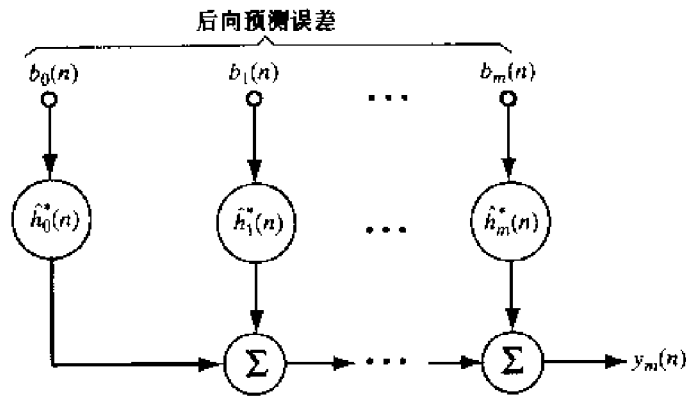 后向预测误差
b₀(n) b₁(n) ··· bₘ(n)
ĥ₀*(n) ĥ₁*(n) ··· ĥₘ*(n)
Σ ··· Σ yₘ(n)